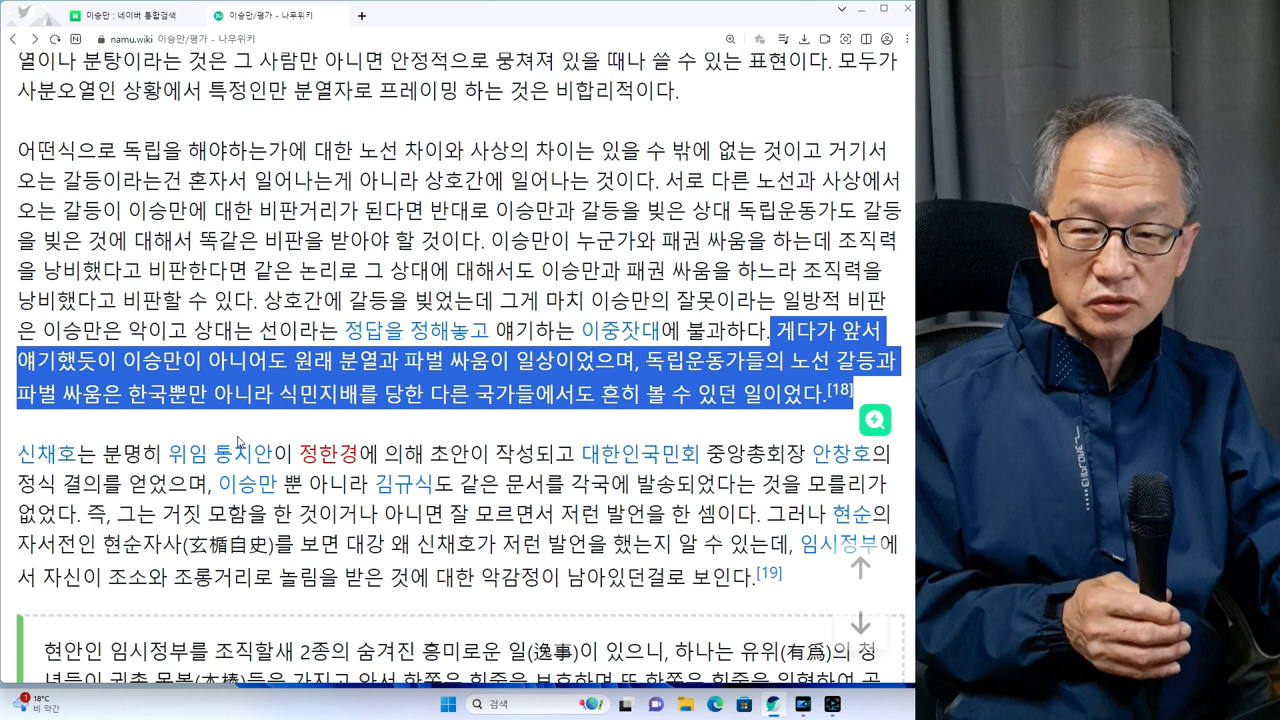 이승만 : 네이버 통합검색
이승만/평가 - 나무위키
namu.wiki 이승만/평가 - 나무위키
열이나 분탕이라는 것은 그 사람만 아니면 안정적으로 뭉쳐져 있을 때나 쓸 수 있는 표현이다. 모두가
사분오열인 상황에서 특정인만 분열자로 프레이밍 하는 것은 비합리적이다.
어떤식으로 독립을 해야하는가에 대한 노선 차이와 사상의 차이는 있을 수 밖에 없는 것이고 거기서
오는 갈등이라는건 혼자서 일어나는게 아니라 상호간에 일어나는 것이다. 서로 다른 노선과 사상에서
오는 갈등이 이승만에 대한 비판거리가 된다면 반대로 이승만과 갈등을 빚은 상대 독립운동가도 갈등
을 빚은 것에 대해서 똑같은 비판을 받아야 할 것이다. 이승만이 누군가와 패권 싸움을 하는데 조직력
을 낭비했다고 비판한다면 같은 논리로 그 상대에 대해서도 이승만과 패권 싸움을 하느라 조직력을
낭비했다고 비판할 수 있다. 상호간에 갈등을 빚었는데 그게 마치 이승만의 잘못이라는 일방적 비판
은 이승만은 악이고 상대는 선이라는 정답을 정해놓고 얘기하는 이중잣대에 불과하다. 게다가 앞서
얘기했듯이 이승만이 아니어도 원래 분열과 파벌 싸움이 일상이었으며, 독립운동가들의 노선 갈등과
파벌 싸움은 한국뿐만 아니라 식민지배를 당한 다른 국가들에서도 흔히 볼 수 있던 일이었다.[18]
신채호는 분명히 위임 통치안이 정한경에 의해 초안이 작성되고 대한인국민회 중앙총회장 안창호의
정식 결의를 얻었으며, 이승만 뿐 아니라 김규식도 같은 문서를 각국에 발송되었다는 것을 모를리가
없었다. 즉, 그는 거짓 모함을 한 것이거나 아니면 잘 모르면서 저런 발언을 한 셈이다. 그러나 현순의
자서전인 현순자사(玄楯自史)를 보면 대강 왜 신채호가 저런 발언을 했는지 알 수 있는데, 임시정부에
서 자신이 조소와 조롱거리로 놀림을 받은 것에 대한 악감정이 남아있던걸로 보인다.[19]
현안인 임시정부를 조직할새 2종의 숨겨진 흥미로운 일(逸事)이 있으니, 하나는 유위(有爲)의 청
18°C
비 약간
검색